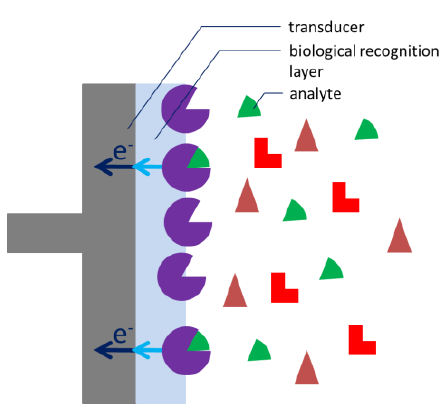 transducer
biological recognition
layer
analyte
e-
e-